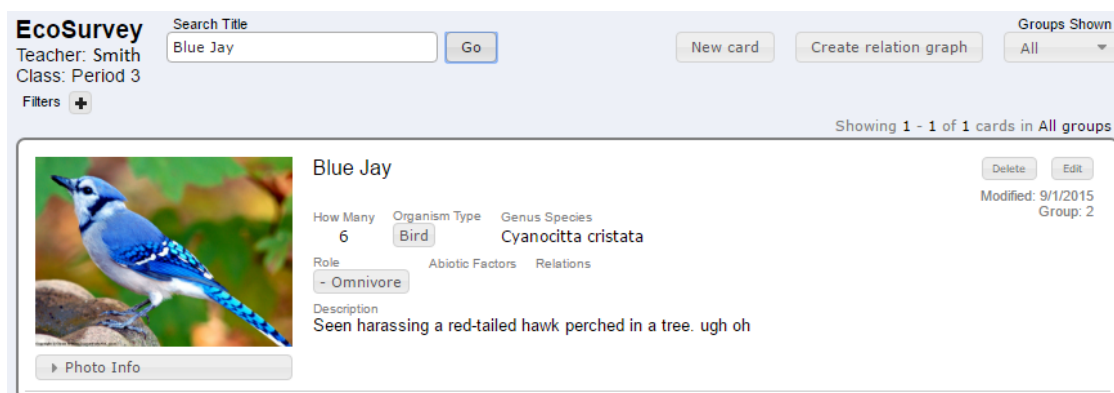 EcoSurvey
Teacher: Smith
Class: Period 3
Search Title
Blue Jay
Go
New card
Create relation graph
Groups Shown
All
Filters
Showing 1 - 1 of 1 cards in All groups
Blue Jay
Delete Edit
Modified: 9/1/2015
Group: 2
How Many Organism Type Genus Species
6 Bird Cyanocitta cristata
Role Abiotic Factors Relations
- Omnivore
Description
Seen harassing a red-tailed hawk perched in a tree. ugh oh
Photo Info